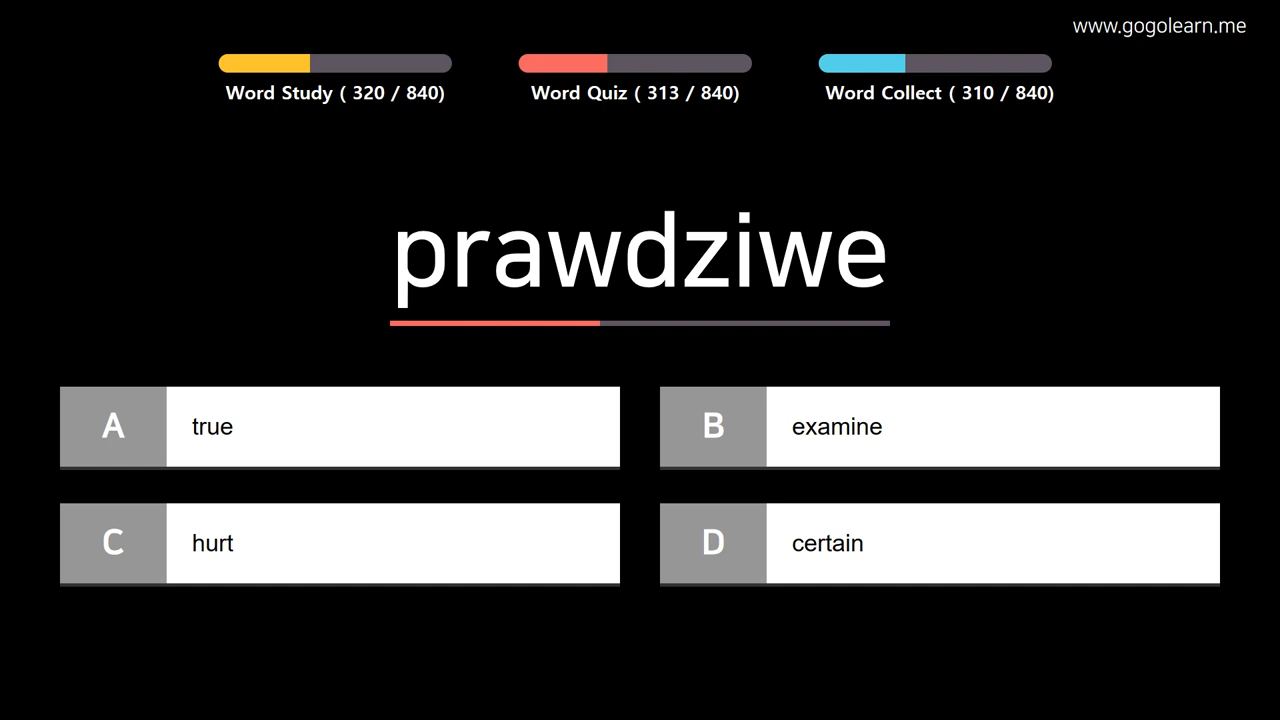 www.gogolearn.me
Word Study ( 320 / 840)
Word Quiz ( 313 / 840)
Word Collect ( 310 / 840)
prawdziwe
A true
B examine
C hurt
D certain